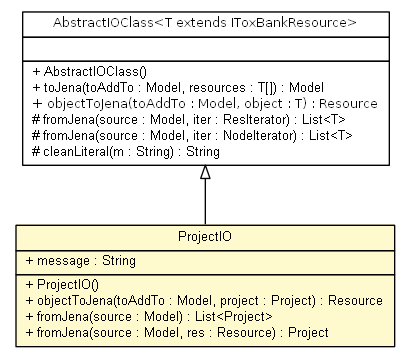 AbstractIOClass<T extends IToxBankResource>
+ AbstractIOClass()
+ toJena(toAddTo : Model, resources : T[]) : Model
+ objectToJena(toAddTo : Model, object : T) : Resource
# fromJena(source : Model, iter : ResIterator) : List<T>
# fromJena(source : Model, iter : NodeIterator) : List<T>
# cleanLiteral(m : String) : String
ProjectIO
+ message : String
+ ProjectIO()
+ objectToJena(toAddTo : Model, project : Project) : Resource
+ fromJena(source : Model) : List<Project>
+ fromJena(source : Model, res : Resource) : Project